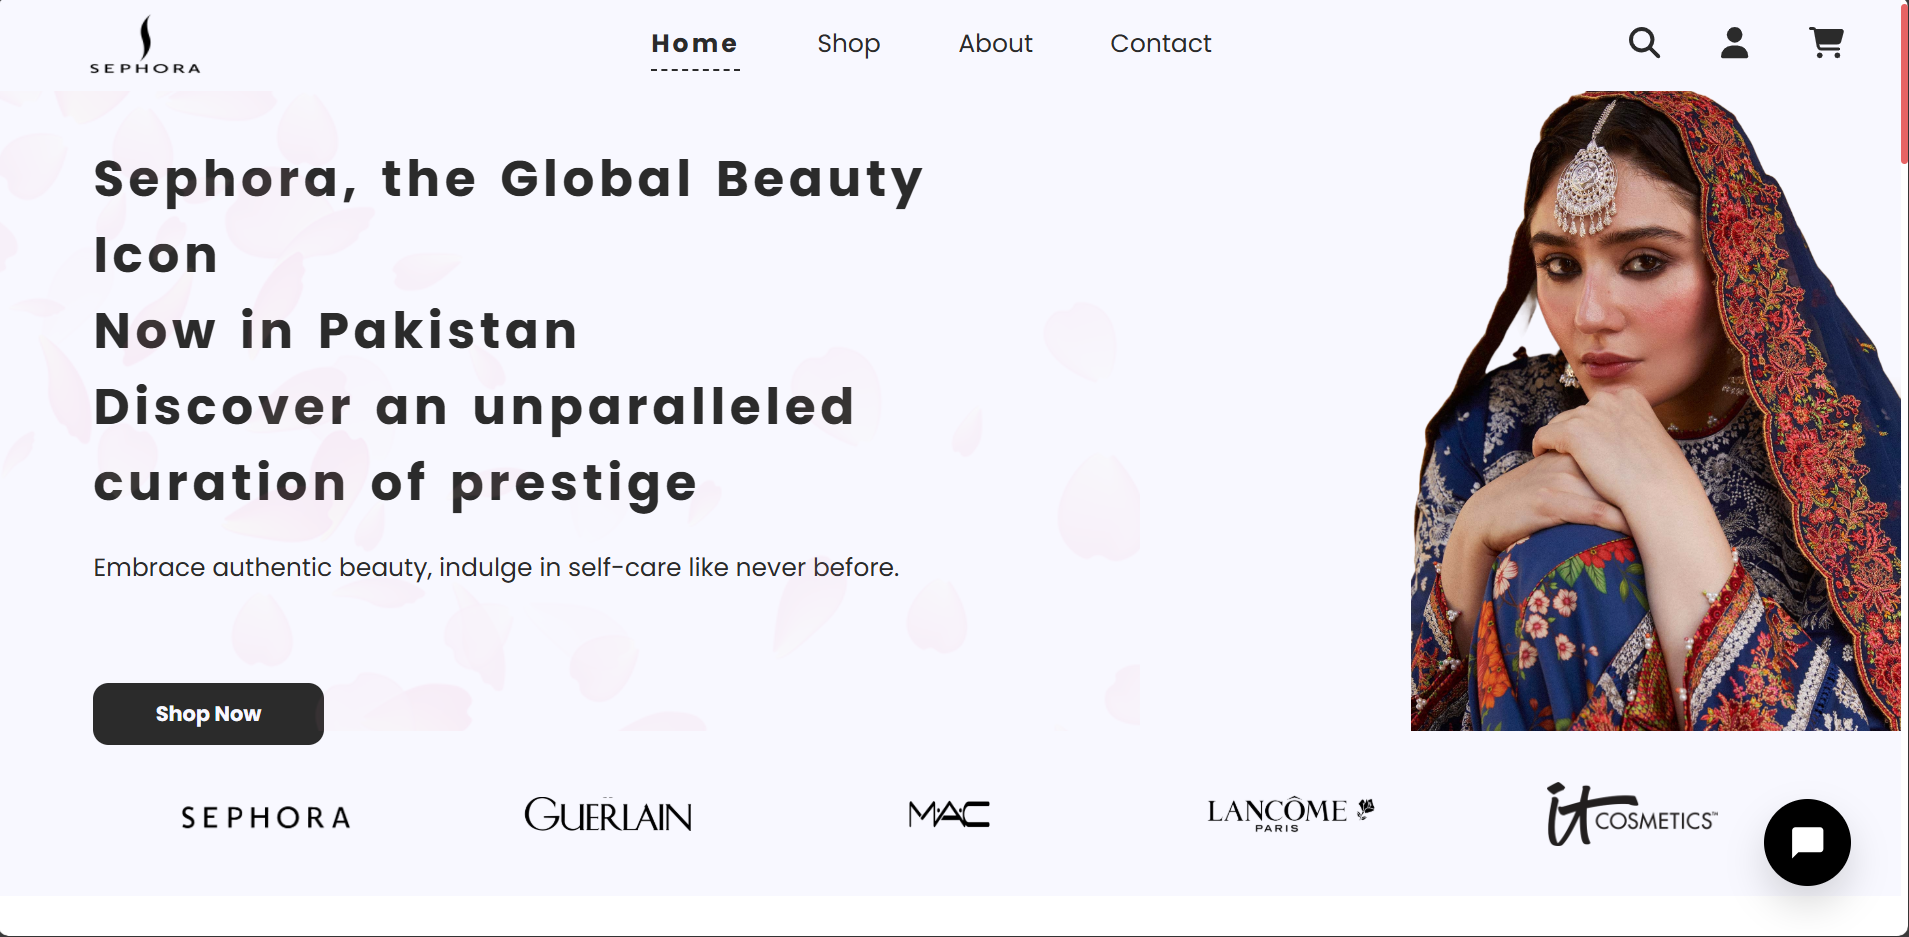 SEPHORA
Home Shop About Contact
Sephora, the Global Beauty
Icon
Now in Pakistan
Discover an unparalleled
curation of prestige
Embrace authentic beauty, indulge in self-care like never before.
Shop Now
SEPHORA
GUERLAIN
MAC
LANCÔME
PARIS
it COSMETICS™